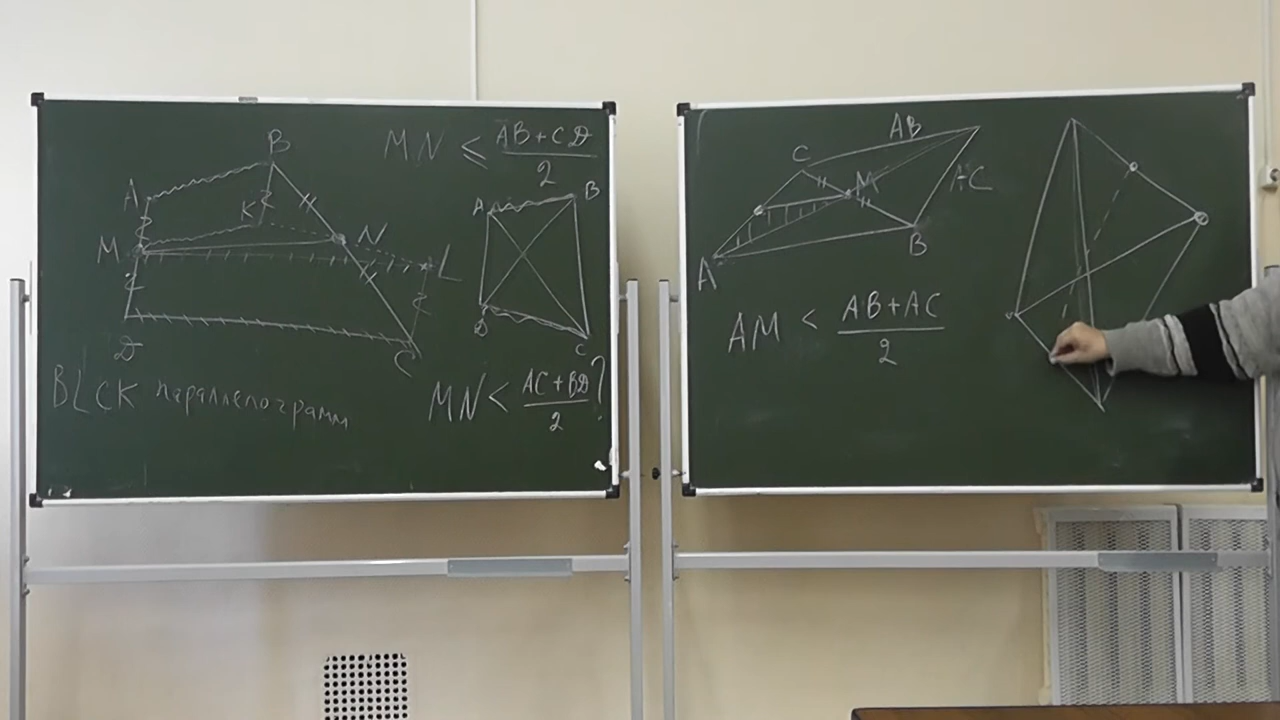 MN ≤ (AB+CD)/2
B
A
K
M
N
L
D
C
A
B
D
C
BLCK параллелограмм
MN < (AC+BD)/2 ?
AB
C
M
AC
A
B
AM < (AB+AC)/2